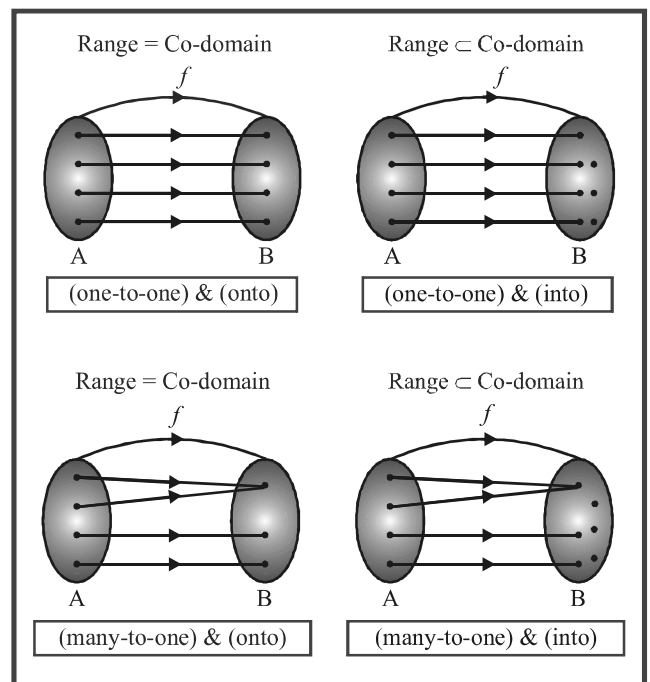 Range = Co-domain
f
A B
(one-to-one) & (onto)
Range ⊂ Co-domain
f
A B
(one-to-one) & (into)
Range = Co-domain
f
A B
(many-to-one) & (onto)
Range ⊂ Co-domain
f
A B
(many-to-one) & (into)